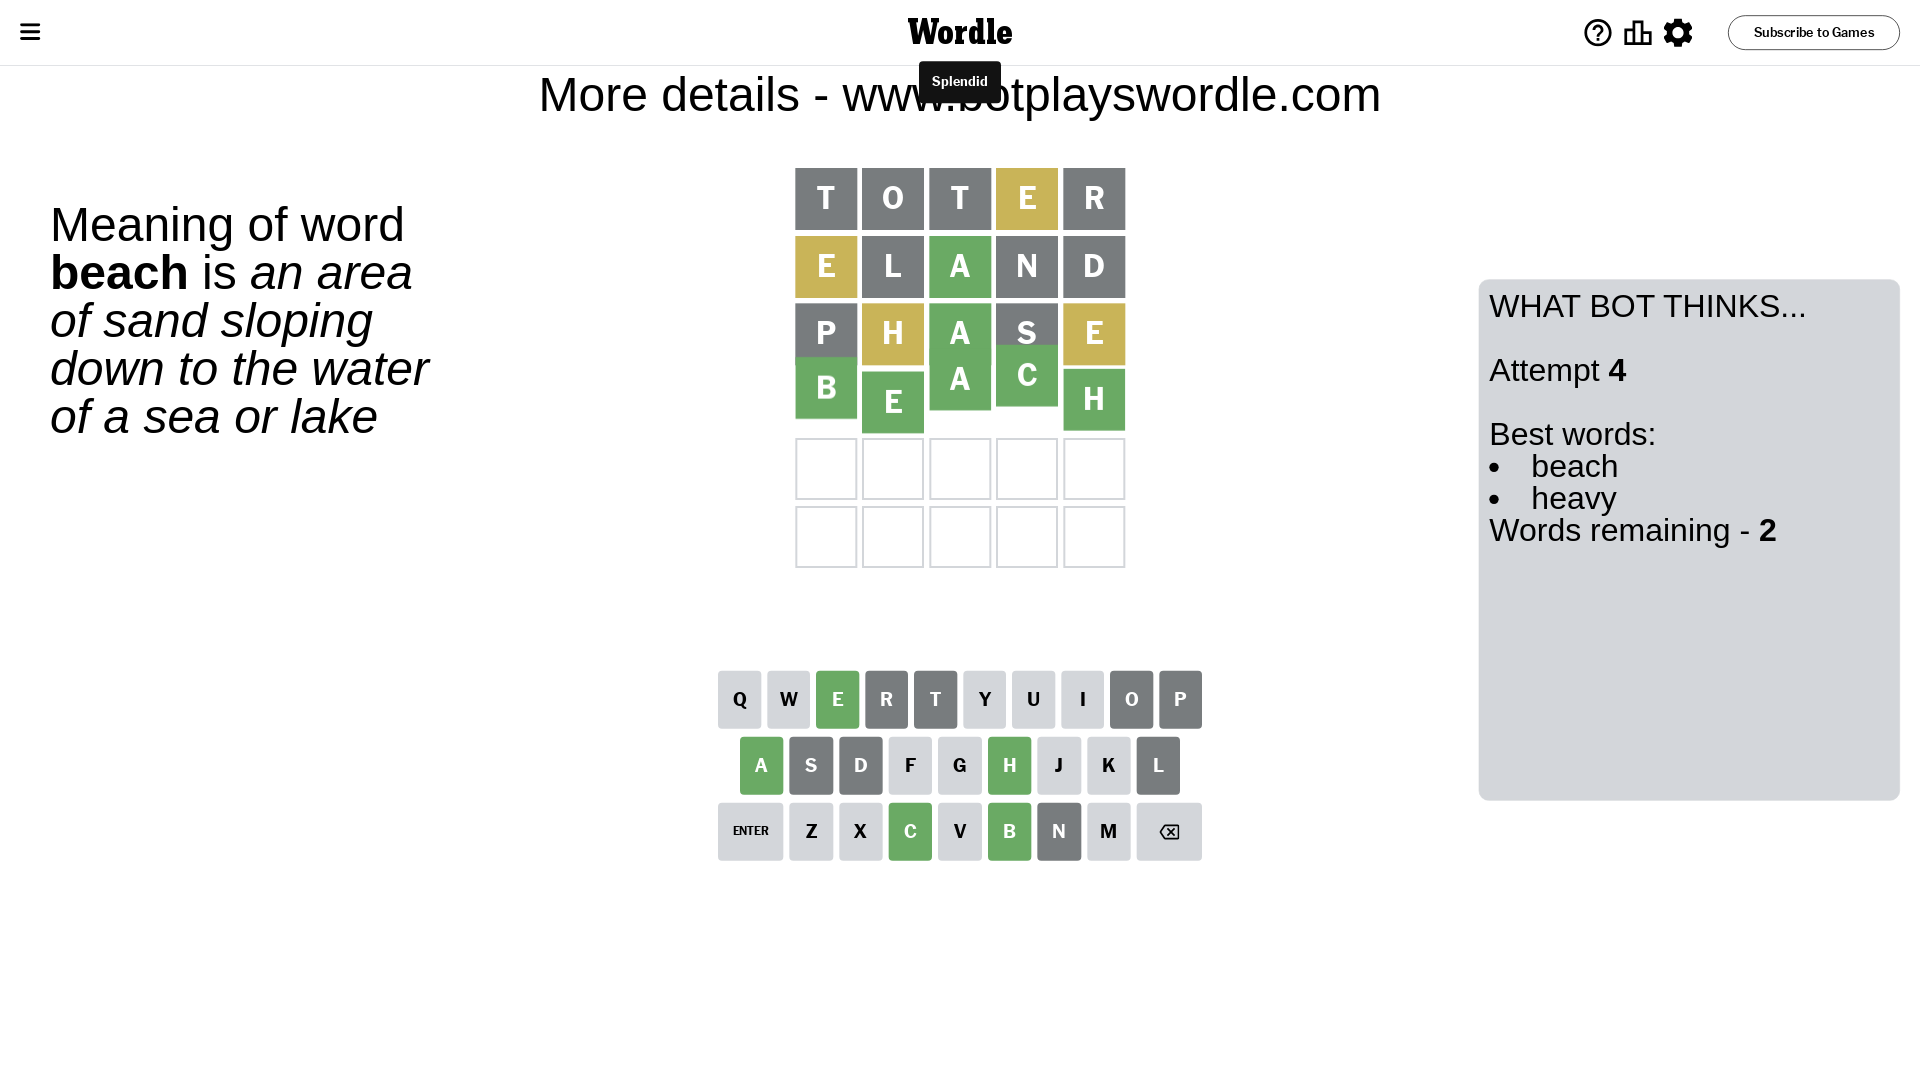 Wordle
Subscribe to Games
Splendid
More details - www.botplayswordle.com
Meaning of word
beach is an area
of sand sloping
down to the water
of a sea or lake
T O T E R
E L A N D
P H A S E
B E A C H
WHAT BOT THINKS...
Attempt 4
Best words:
• beach
• heavy
Words remaining - 2
Q W E R T Y U I O P
A S D F G H J K L
ENTER Z X C V B N M